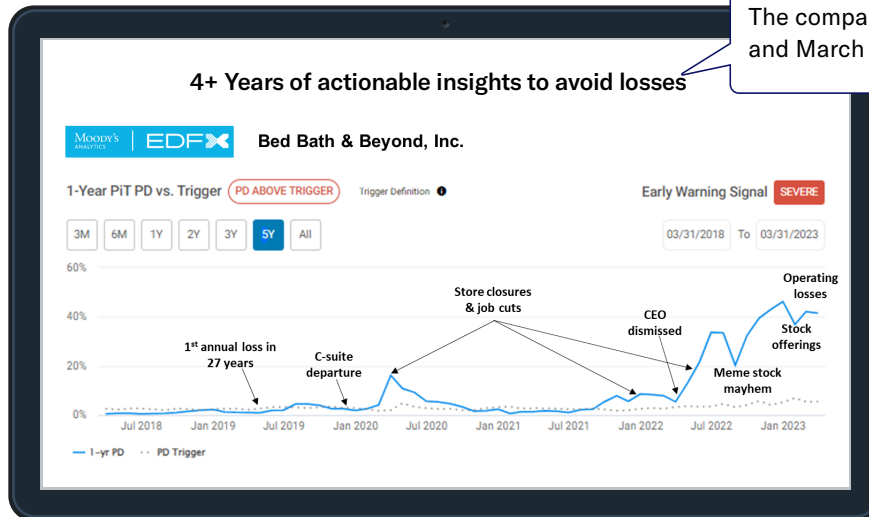 The compa
and March
4+ Years of actionable insights to avoid losses
MOODY'S
ANALYTICS
EDFX
Bed Bath & Beyond, Inc.
1-Year PiT PD vs. Trigger
PD ABOVE TRIGGER
Trigger Definition
Early Warning Signal
SEVERE
3M 6M 1Y 2Y 3Y 5Y All
03/31/2018 To 03/31/2023
60%
40%
20%
0%
1st annual loss in
27 years
C-suite
departure
Store closures
& job cuts
CEO
dismissed
Meme stock
mayhem
Operating
losses
Stock
offerings
Jul 2018 Jan 2019 Jul 2019 Jan 2020 Jul 2020 Jan 2021 Jul 2021 Jan 2022 Jul 2022 Jan 2023
1-yr PD PD Trigger